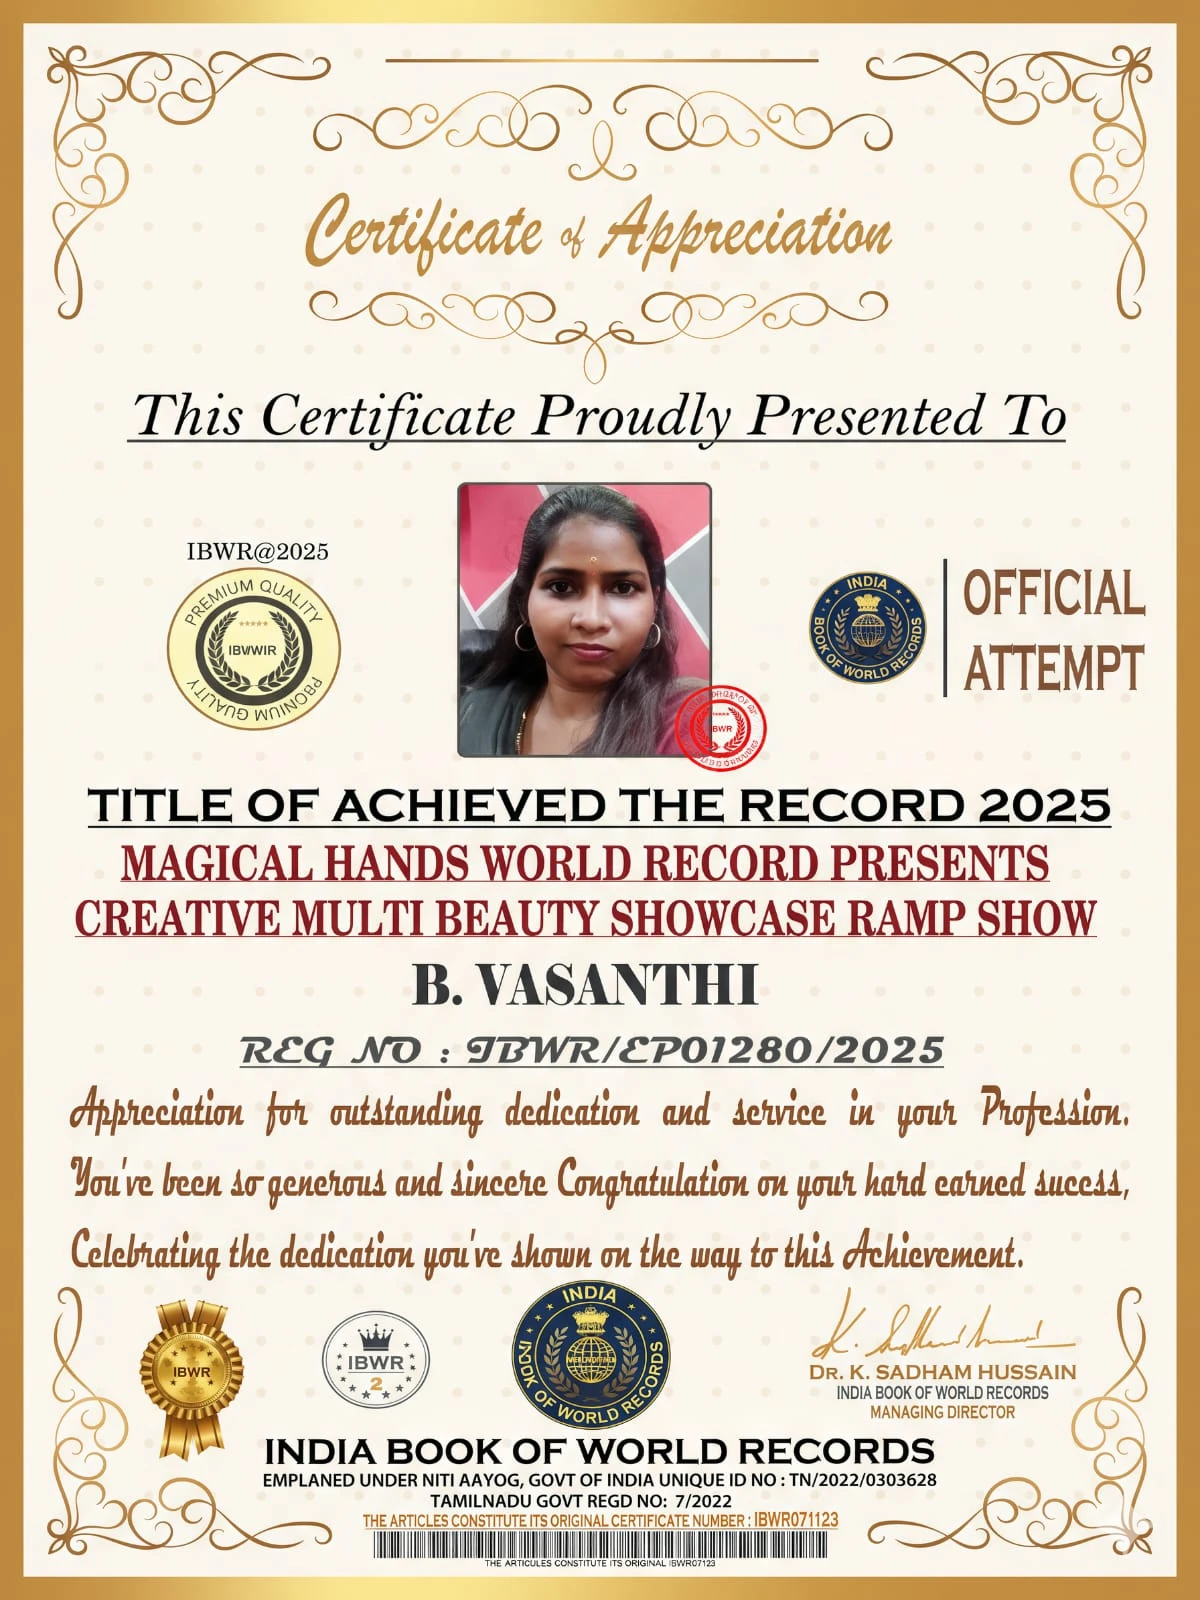 Certificate of Appreciation
This Certificate Proudly Presented To
IBWR@2025
PREMIUM QUALITY
IBWWIR
PBONIUM GUALITY
INDIA
BOOK OF WORLD RECORDS
OFFICIAL
ATTEMPT
IBWR
TITLE OF ACHIEVED THE RECORD 2025
MAGICAL HANDS WORLD RECORD PRESENTS
CREATIVE MULTI BEAUTY SHOWCASE RAMP SHOW
B. VASANTHI
REG NO : IBWR/EP01280/2025
Appreciation for outstanding dedication and service in your Profession.
You've been so generous and sincere Congratulation on your hard earned sucess,
Celebrating the dedication you've shown on the way to this Achievement.
IBWR
IBWR
2
INDIA
OF WORLD RECORDS
DR. K. SADHAM HUSSAIN
INDIA BOOK OF WORLD RECORDS
MANAGING DIRECTOR
INDIA BOOK OF WORLD RECORDS
EMPLANED UNDER NITI AAYOG, GOVT OF INDIA UNIQUE ID NO : TN/2022/0303628
TAMILNADU GOVT REGD NO: 7/2022
THE ARTICLES CONSTITUTE ITS ORIGINAL CERTIFICATE NUMBER : IBWR071123
THE ARTICULES CONSTITUTE ITS ORIGINAL ISWR07123